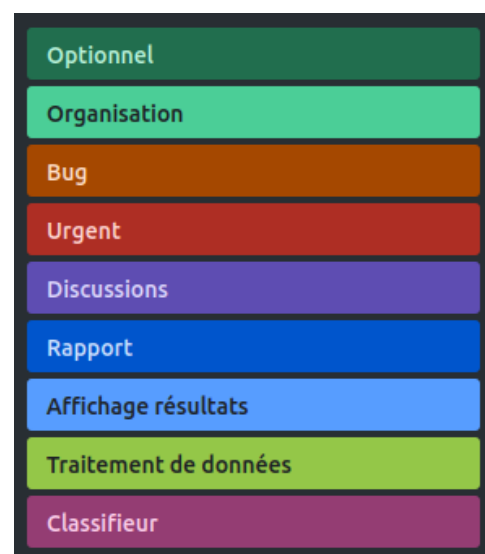 Optionnel
Organisation
Bug
Urgent
Discussions
Rapport
Affichage résultats
Traitement de données
Classifieur